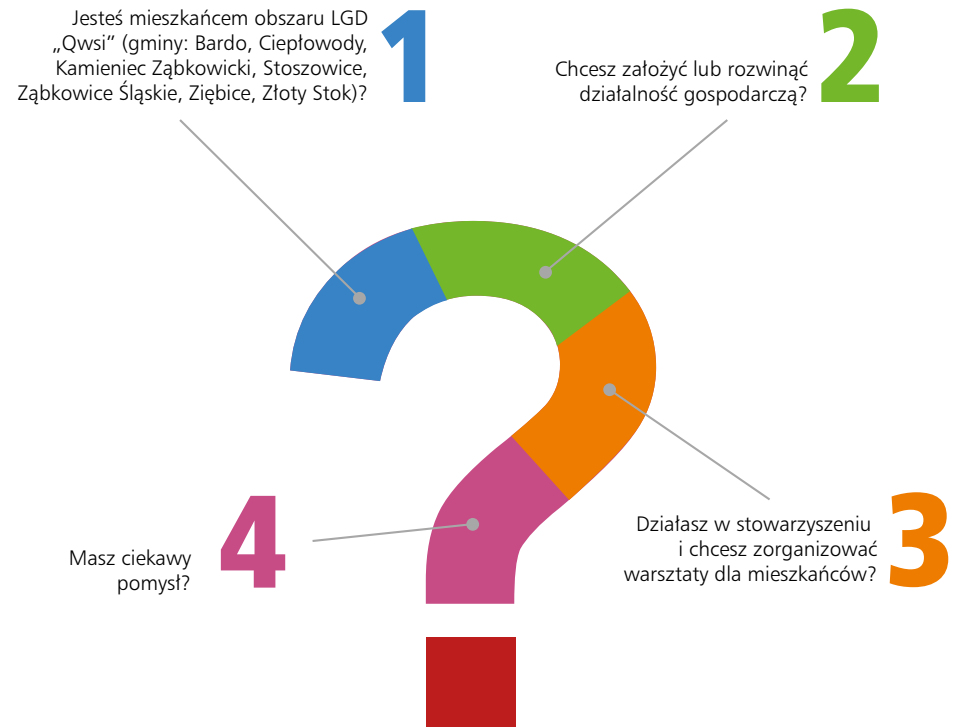 Jesteś mieszkańcem obszaru LGD
„Qwsi” (gminy: Bardo, Ciepłowody,
Kamieniec Ząbkowicki, Stoszowice,
Ząbkowice Śląskie, Ziębice, Złoty Stok)?
1
Chcesz założyć lub rozwinąć
działalność gospodarczą?
2
Działasz w stowarzyszeniu
i chcesz zorganizować
warsztaty dla mieszkańców?
3
Masz ciekawy
pomysł?
4